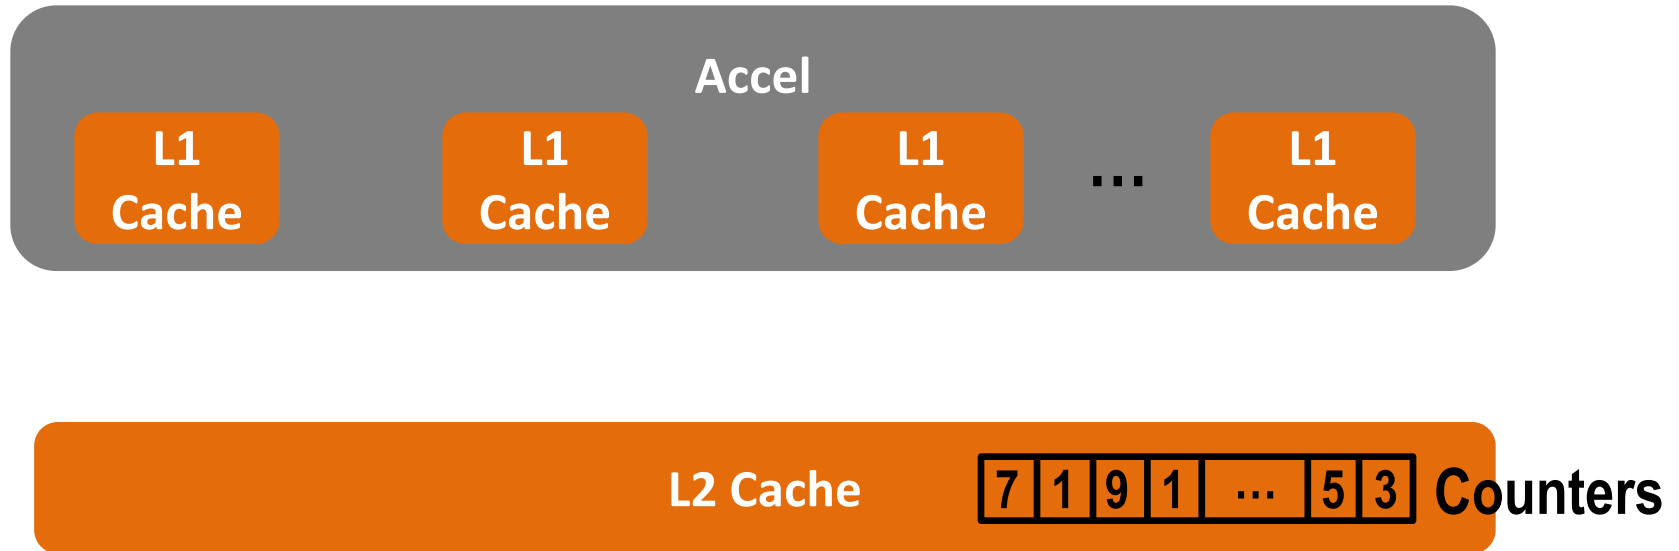 Accel
L1 Cache
L1 Cache
L1 Cache
...
L1 Cache
L2 Cache
7 1 9 1 ... 5 3
Counters